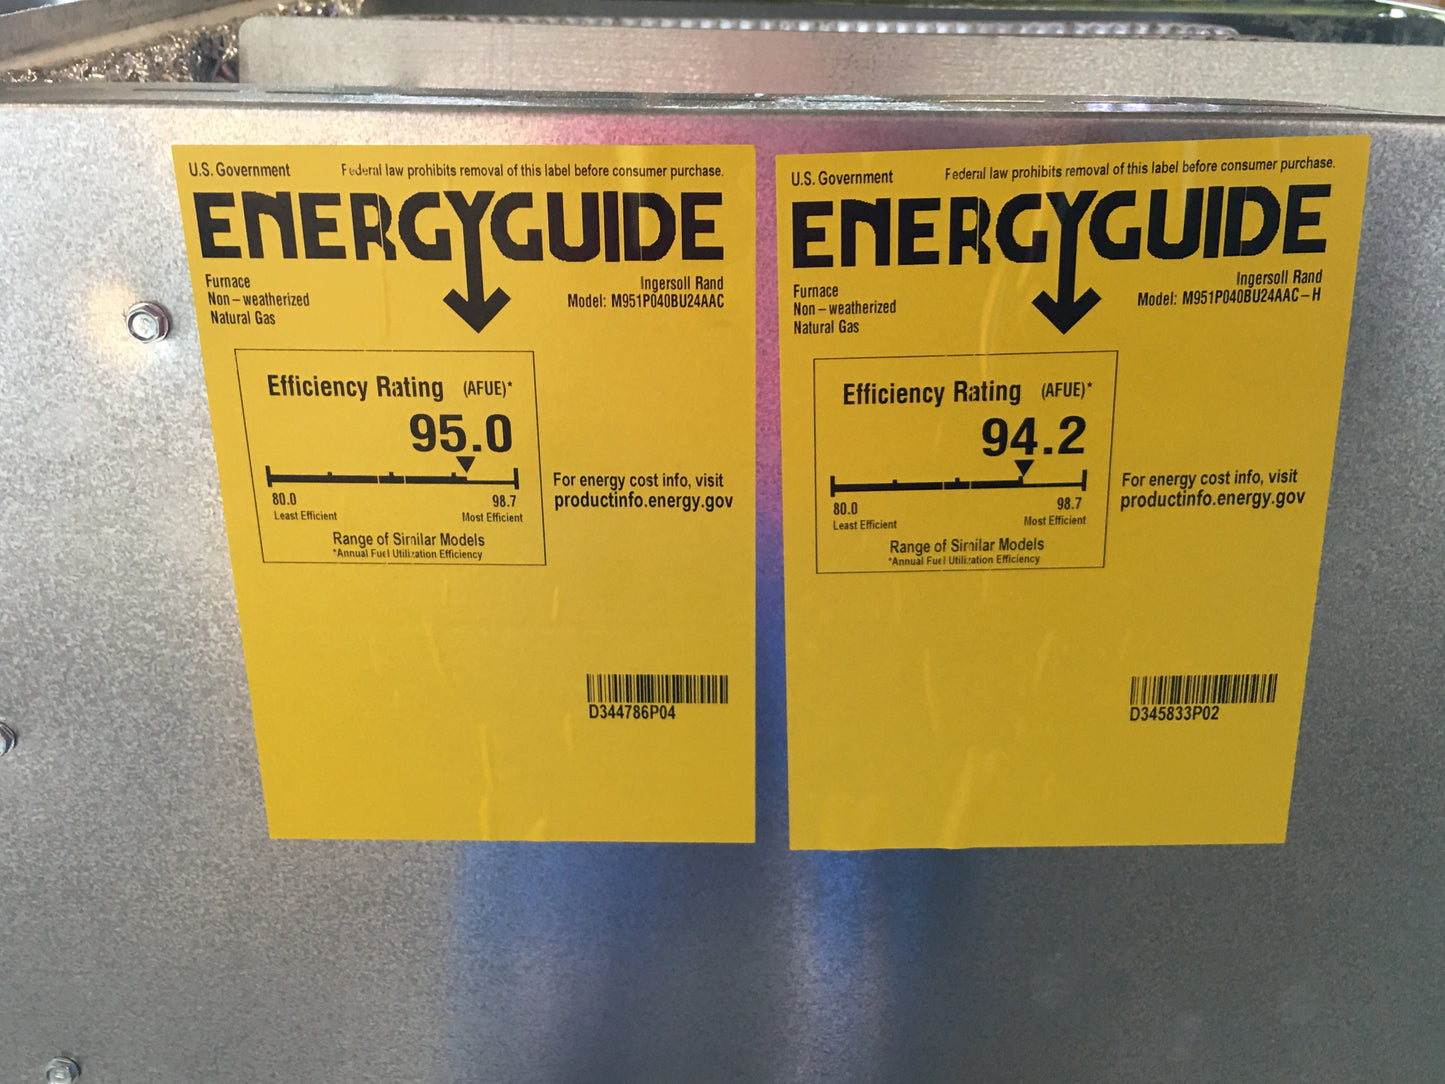 U.S. Government Federal law prohibits removal of this label before consumer purchase.
ENERGYGUIDE
Furnace
Non – weatherized
Natural Gas
Ingersoll Rand
Model: M951P040BU24AAC
Efficiency Rating (AFUE)*
95.0
80.0 98.7
Least Efficient Most Efficient
Range of Similar Models
*Annual Fuel Utilization Efficiency
For energy cost info, visit
productinfo.energy.gov
D344786P04
U.S. Government Federal law prohibits removal of this label before consumer purchase.
ENERGYGUIDE
Furnace
Non – weatherized
Natural Gas
Ingersoll Rand
Model: M951P040BU24AAC – H
Efficiency Rating (AFUE)*
94.2
80.0 98.7
Least Efficient Most Efficient
Range of Similar Models
*Annual Fuel Utilization Efficiency
For energy cost info, visit
productinfo.energy.gov
D345833P02